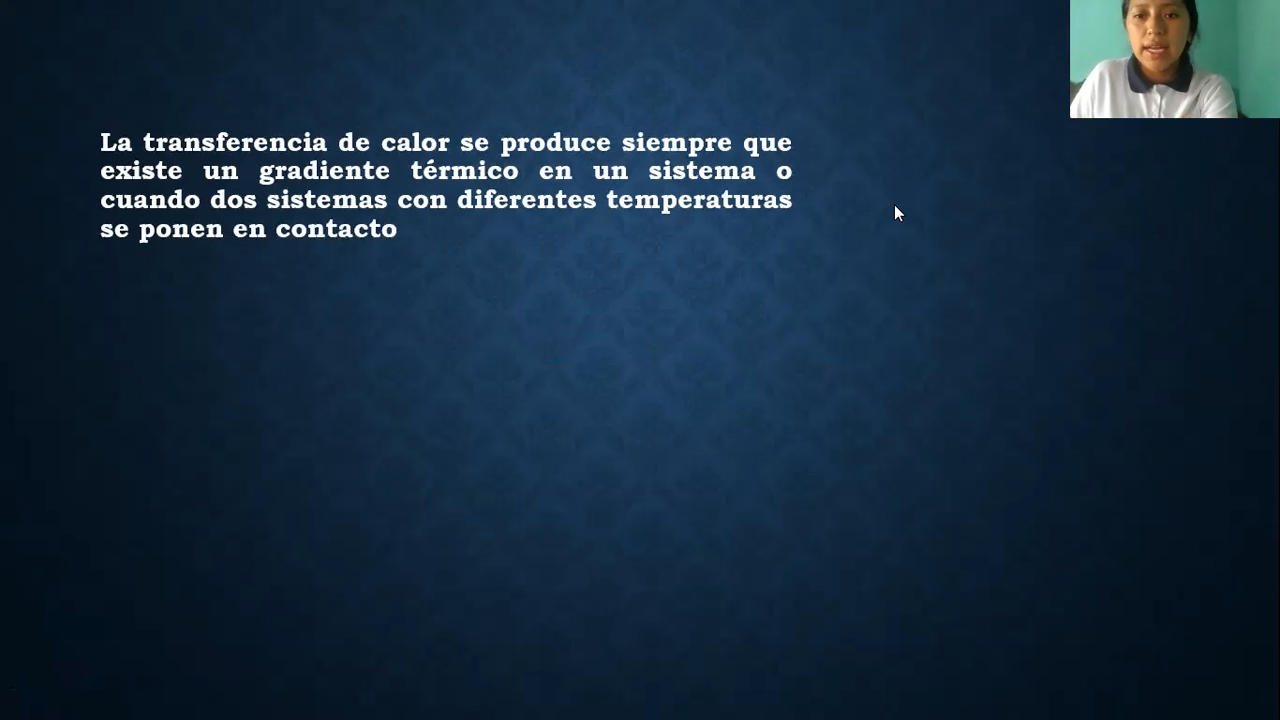 La transferencia de calor se produce siempre que
existe un gradiente térmico en un sistema o
cuando dos sistemas con diferentes temperaturas
se ponen en contacto